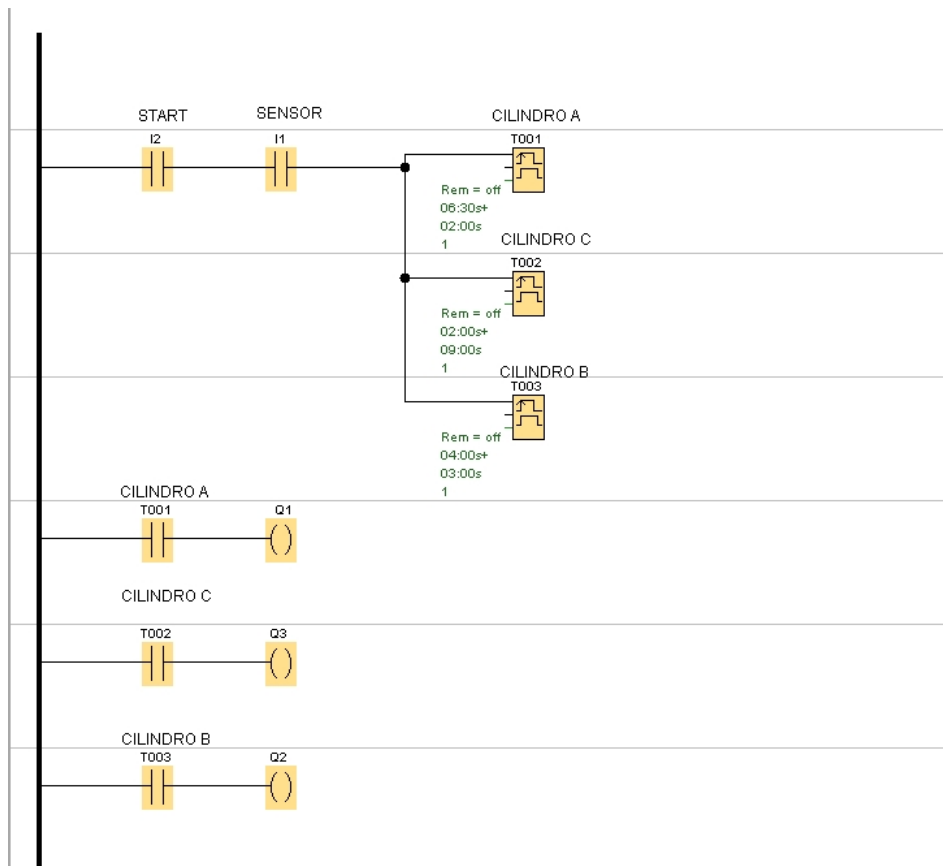 START
SENSOR
CILINDRO A
I2
I1
T001
Rem = off
06:30s+
02:00s
1
CILINDRO C
T002
Rem = off
02:00s+
09:00s
1
CILINDRO B
T003
Rem = off
04:00s+
03:00s
1
CILINDRO A
T001
Q1
CILINDRO C
T002
Q3
CILINDRO B
T003
Q2